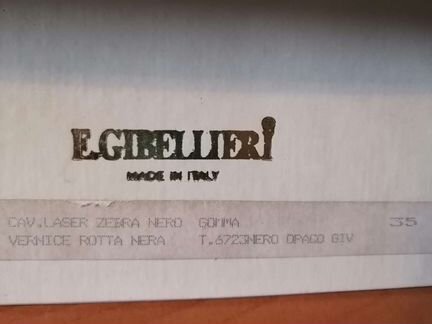 E.GIBELLIERI
MADE IN ITALY
CAV.LASER ZEBRA NERO GOMMA 35
VERNICE ROTTA NERA T.6723NERO OPACO GIV